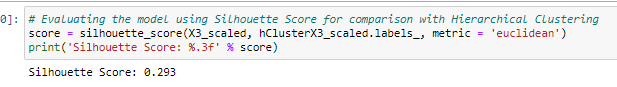 0]: # Evaluating the model using Silhouette Score for comparison with Hierarchical Clustering
score = silhouette_score(X3_scaled, hClusterX3_scaled.labels_, metric = 'euclidean')
print('Silhouette Score: %.3f' % score)
Silhouette Score: 0.293